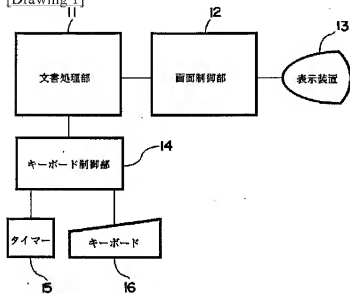 [Drawing 1]
11
12
13
文書処理部
画面制御部
表示装置
14
キーボード制御部
タイマー
キーボード
15
16